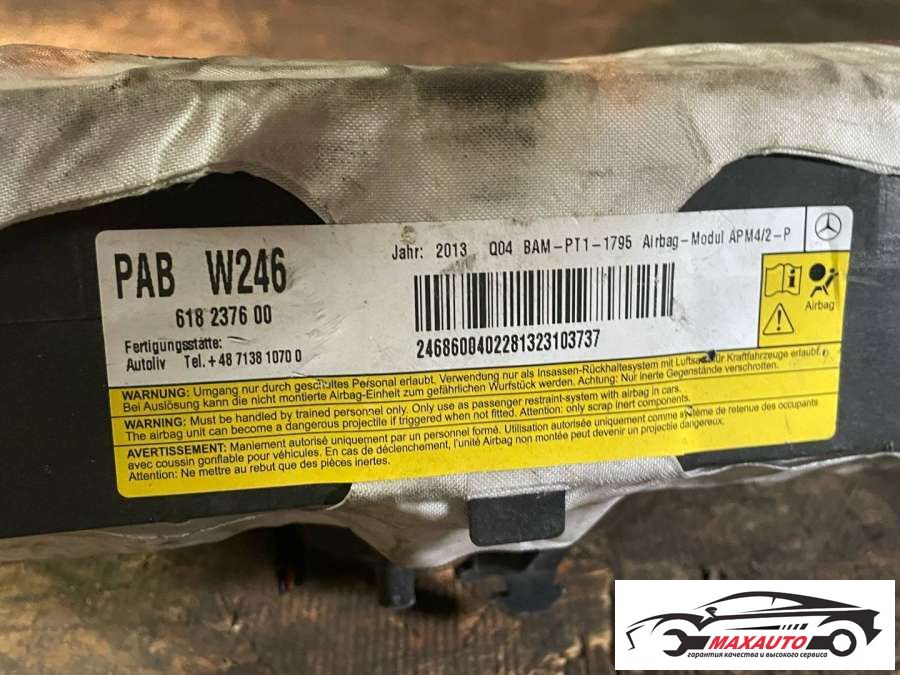 Jahr: 2013 Q04 BAM-PT1-1795 Airbag-Modul APM4/2-P
PAB W246
618 2376 00
Fertigungsstätte:
Autoliv Tel.+48 7138 1070 0
24686004022813231037​37
Airbag
WARNUNG: Umgang nur durch geschultes Personal erlaubt. Verwendung nur als Insassen-Rückhaltesystem mit Luftsack für Kraftfahrzeuge erlaubt.
Bei Auslösung kann die nicht montierte Airbag-Einheit zum gefährlichen Wurfstück werden. Achtung: Nur inerte Gegenstände verschrotten.
WARNING: Must be handled by trained personnel only. Only use as passenger restraint-system with airbag in cars.
The airbag unit can become a dangerous projectile if triggered when not fitted. Attention: only scrap inert components.
AVERTISSEMENT: Maniement autorisé uniquement par un personnel formé. Utilisation autorisée uniquement comme système de retenue des occupants
avec coussin gonflable pour véhicules. En cas de déclenchement, l'unité Airbag non montée peut devenir un projectile dangereux.
Attention: Ne mettre au rebut que des pièces inertes.
MAXAUTO
гарантия качества и высокого сервиса